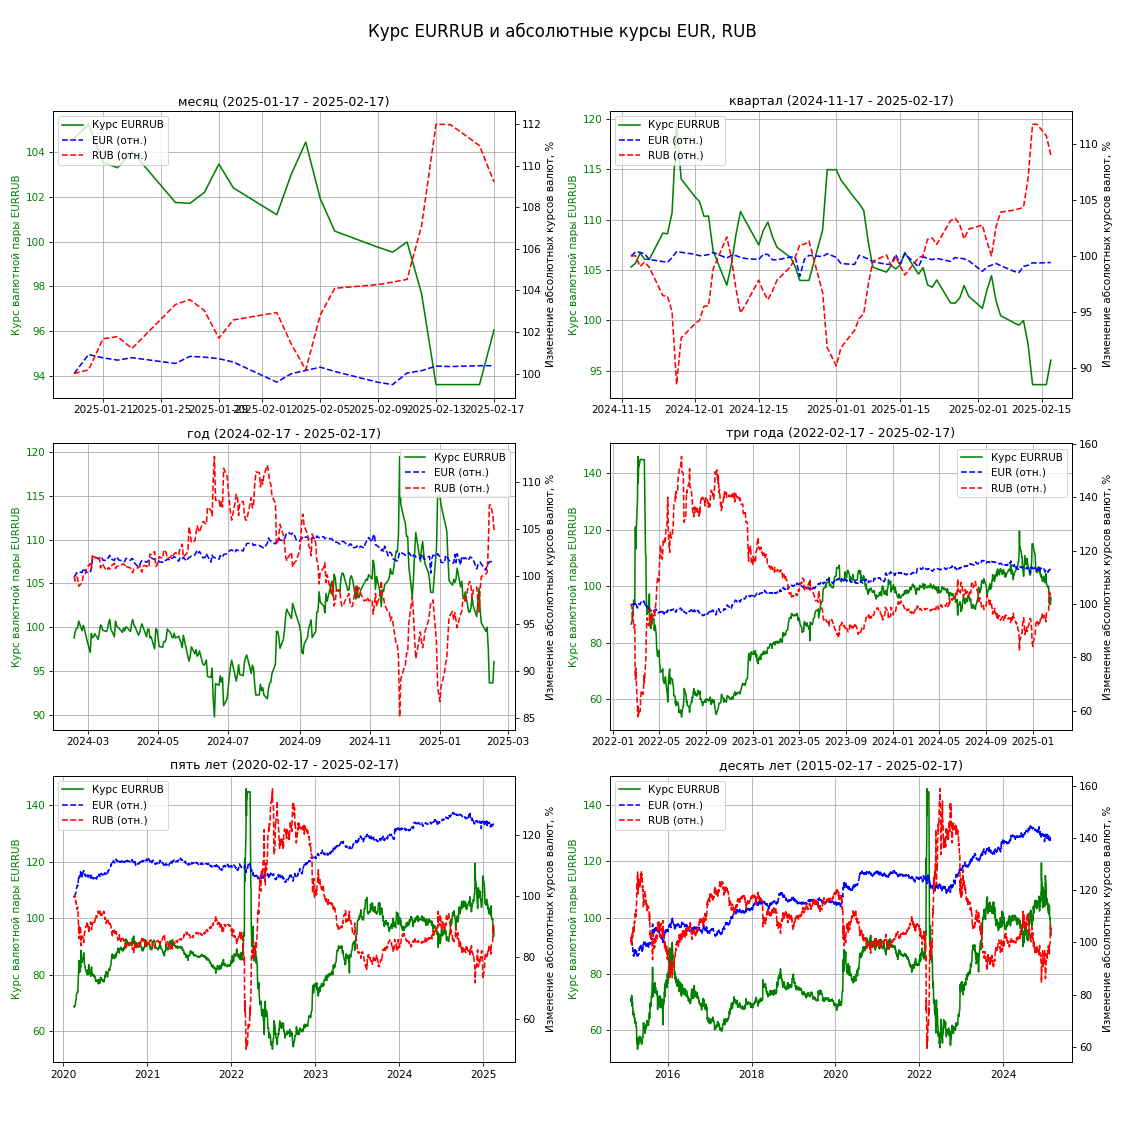 Курс EURRUB и абсолютные курсы EUR, RUB
месяц (2025-01-17 - 2025-02-17)
Курс EURRUB
EUR (отн.)
RUB (отн.)
Курс валютной пары EURRUB
104
102
100
98
96
94
112
110
108
106
104
102
100
Изменение абсолютных курсов валют, %
2025-01-21
2025-01-25
2025-01-29
2025-02-01
2025-02-05
2025-02-09
2025-02-13
2025-02-17
квартал (2024-11-17 - 2025-02-17)
Курс EURRUB
EUR (отн.)
RUB (отн.)
Курс валютной пары EURRUB
120
115
110
105
100
95
110
100
90
Изменение абсолютных курсов валют, %
2024-11-15
2024-12-01
2024-12-15
2025-01-01
2025-01-15
2025-02-01
2025-02-15
год (2024-02-17 - 2025-02-17)
Курс EURRUB
EUR (отн.)
RUB (отн.)
Курс валютной пары EURRUB
120
115
110
105
100
95
90
110
105
100
95
90
85
Изменение абсолютных курсов валют, %
2024-03
2024-05
2024-07
2024-09
2024-11
2025-01
2025-03
три года (2022-02-17 - 2025-02-17)
Курс EURRUB
EUR (отн.)
RUB (отн.)
Курс валютной пары EURRUB
140
120
100
80
60
160
140
120
100
80
60
Изменение абсолютных курсов валют, %
2022-01
2022-05
2022-09
2023-01
2023-05
2023-09
2024-01
2024-05
2024-09
2025-01
пять лет (2020-02-17 - 2025-02-17)
Курс EURRUB
EUR (отн.)
RUB (отн.)
Курс валютной пары EURRUB
140
120
100
80
60
120
100
80
60
Изменение абсолютных курсов валют, %
2020
2021
2022
2023
2024
2025
десять лет (2015-02-17 - 2025-02-17)
Курс EURRUB
EUR (отн.)
RUB (отн.)
Курс валютной пары EURRUB
140
120
100
80
60
160
140
120
100
80
60
Изменение абсолютных курсов валют, %
2016
2018
2020
2022
2024